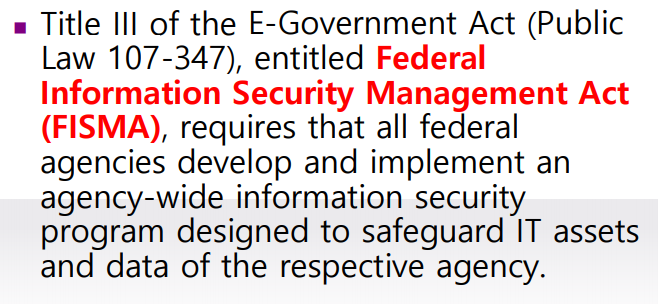 ▪ Title III of the E-Government Act (Public
Law 107-347), entitled Federal
Information Security Management Act
(FISMA), requires that all federal
agencies develop and implement an
agency-wide information security
program designed to safeguard IT assets
and data of the respective agency.